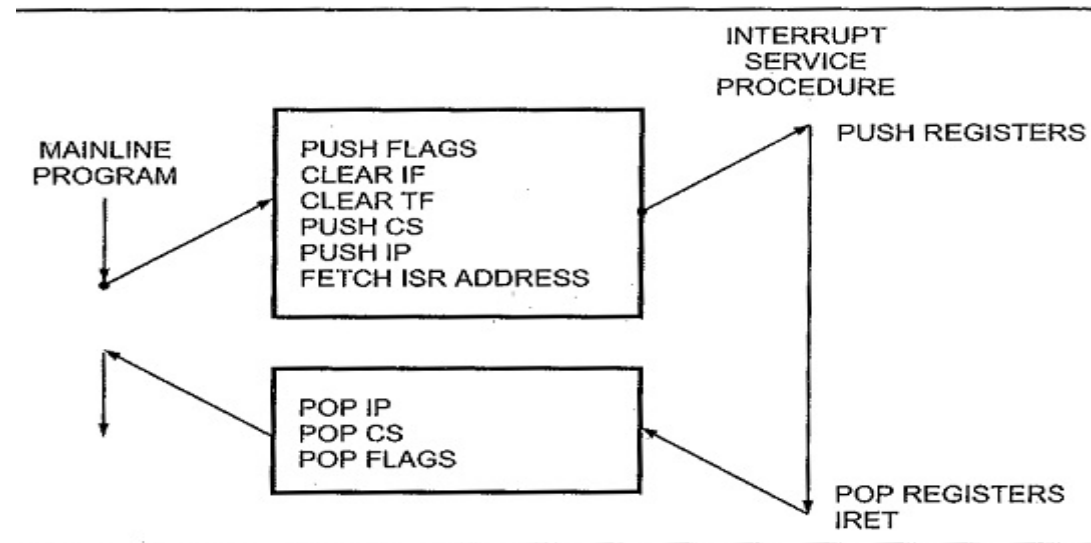 INTERRUPT
SERVICE
PROCEDURE
MAINLINE
PROGRAM
PUSH FLAGS
CLEAR IF
CLEAR TF
PUSH CS
PUSH IP
FETCH ISR ADDRESS
PUSH REGISTERS
POP IP
POP CS
POP FLAGS
POP REGISTERS
IRET